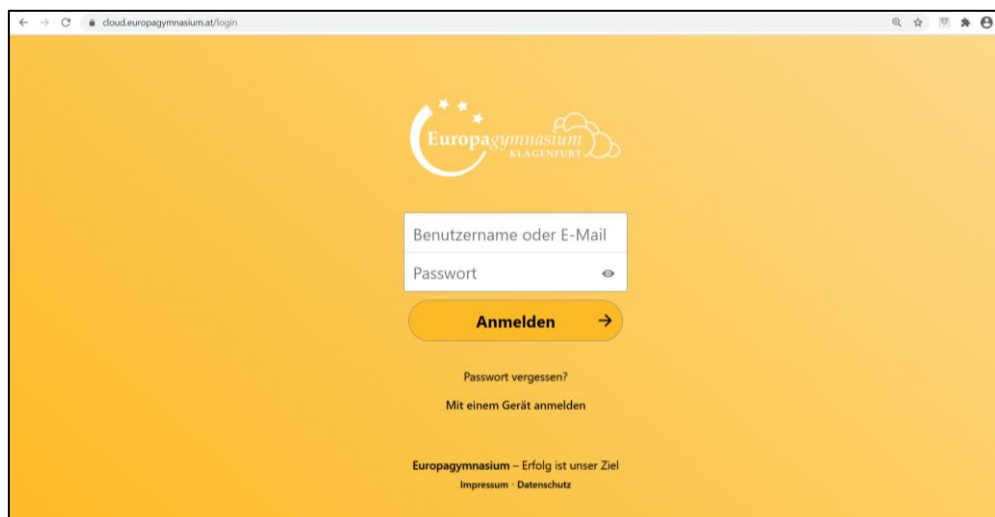 cloud.europagymnasium.at/login
Europagymnasium
KLAGENFURT
Benutzername oder E-Mail
Passwort
Anmelden
Passwort vergessen?
Mit einem Gerät anmelden
Europagymnasium – Erfolg ist unser Ziel
Impressum · Datenschutz